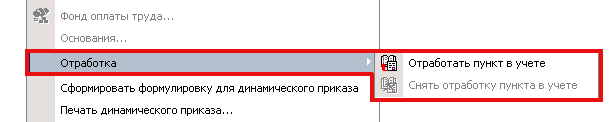 Фонд оплаты труда...
Основания...
Отработка
Отработать пункт в учете
Снять отработку пункта в учете
Сформировать формулировку для динамического приказа
Печать динамического приказа...